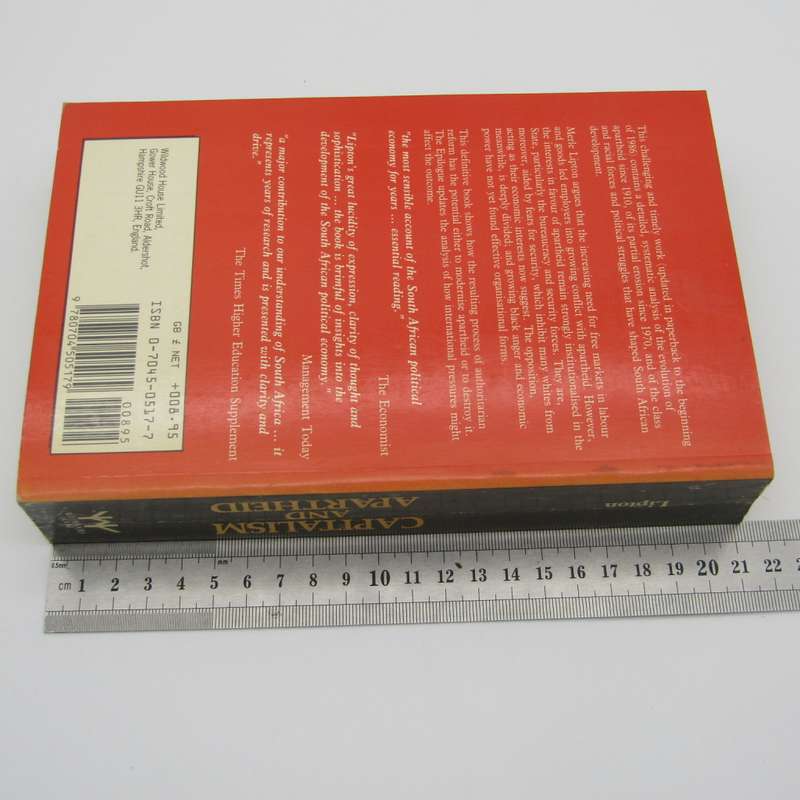 This challenging and timely work (updated in paperback to the beginning
of 1986) contains a detailed, systematic analysis of the evolution of
apartheid since 1910, of its partial erosion since 1970, and of the class
and racial forces and political struggles that have shaped South African
development.
Merle Lipton argues that the increasing need for free markets in labour
and goods led employers into growing conflict with apartheid. However,
the interests in favour of apartheid remain strongly institutionalised in the
State, particularly the bureaucracy and security forces. They are,
moreover, aided by fear for security, which inhibit many whites from
acting as their economic interests now suggest. The opposition,
meanwhile, is deeply divided; and growing black anger and economic
power have not yet found effective organisational forms.
This definitive book shows how the resulting process of authoritarian
reform has the potential either to modernise apartheid or to destroy it.
The Epilogue updates the analysis of how international pressures might
affect the outcome.
"the most sensible account of the South African political
economy for years ... essential reading."
The Economist
"Lipton's great lucidity of expression, clarity of thought and
sophistication ... the book is brimful of insights into the
development of the South African political economy."
Management Today
"a major contribution to our understanding of South Africa ... it
represents years of research and is presented with clarity and
drive."
The Times Higher Education Supplement
GB £ NET +008.95
ISBN 0-7045-0517-7
00895
9 780704 505179
Wildwood House Limited,
Gower House, Croft Road, Aldershot,
Hampshire GU11 3HR, England.
Lipton
CAPITALISM
AND
APARTHEID
0.5mm
mm
cm 1 2 3 4 5 6 7 8 9 10 11 12 13 14 15 16 17 18 19 20 21 22